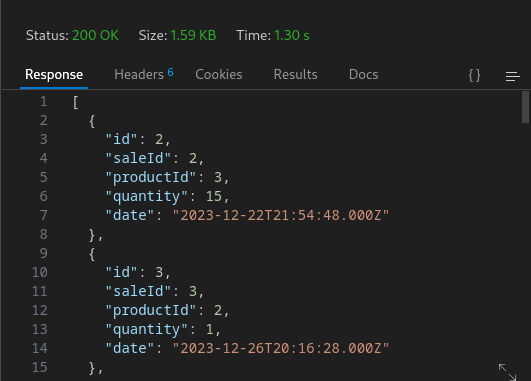 Status: 200 OK Size: 1.59 KB Time: 1.30 s
Response Headers 6 Cookies Results Docs {}
1 [
2 {
3 "id": 2,
4 "saleId": 2,
5 "productId": 3,
6 "quantity": 15,
7 "date": "2023-12-22T21:54:48.000Z"
8 },
9 {
10 "id": 3,
11 "saleId": 3,
12 "productId": 2,
13 "quantity": 1,
14 "date": "2023-12-26T20:16:28.000Z"
15 },